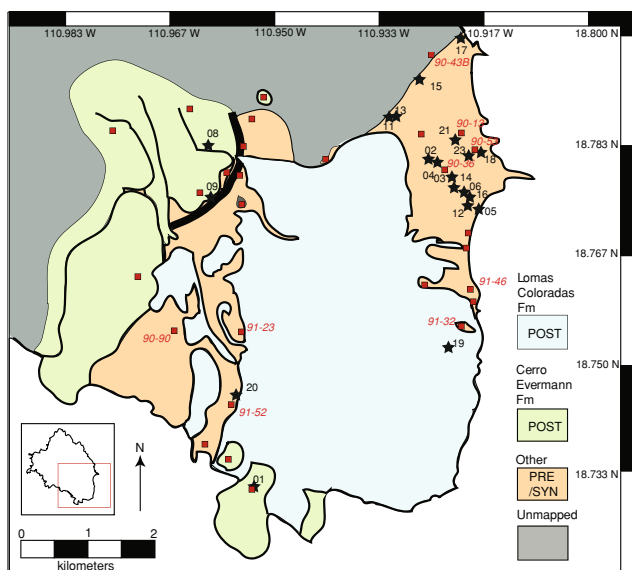 110.983 W 110.967 W 110.950 W 110.933 W 110.917 W
18.800 N
17
90-43B
15
13
11
90-12
21
08
90-5
18.783 N
02
23
18
90-36
04
03
14
06
09
16
12
05
18.767 N
91-46
Lomas
Coloradas
Fm
POST
91-32
91-23
90-90
19
18.750 N
Cerro
Evermann
Fm
POST
20
91-52
Other
PRE
/SYN
18.733 N
N
01
Unmapped
0 1 2
kilometers